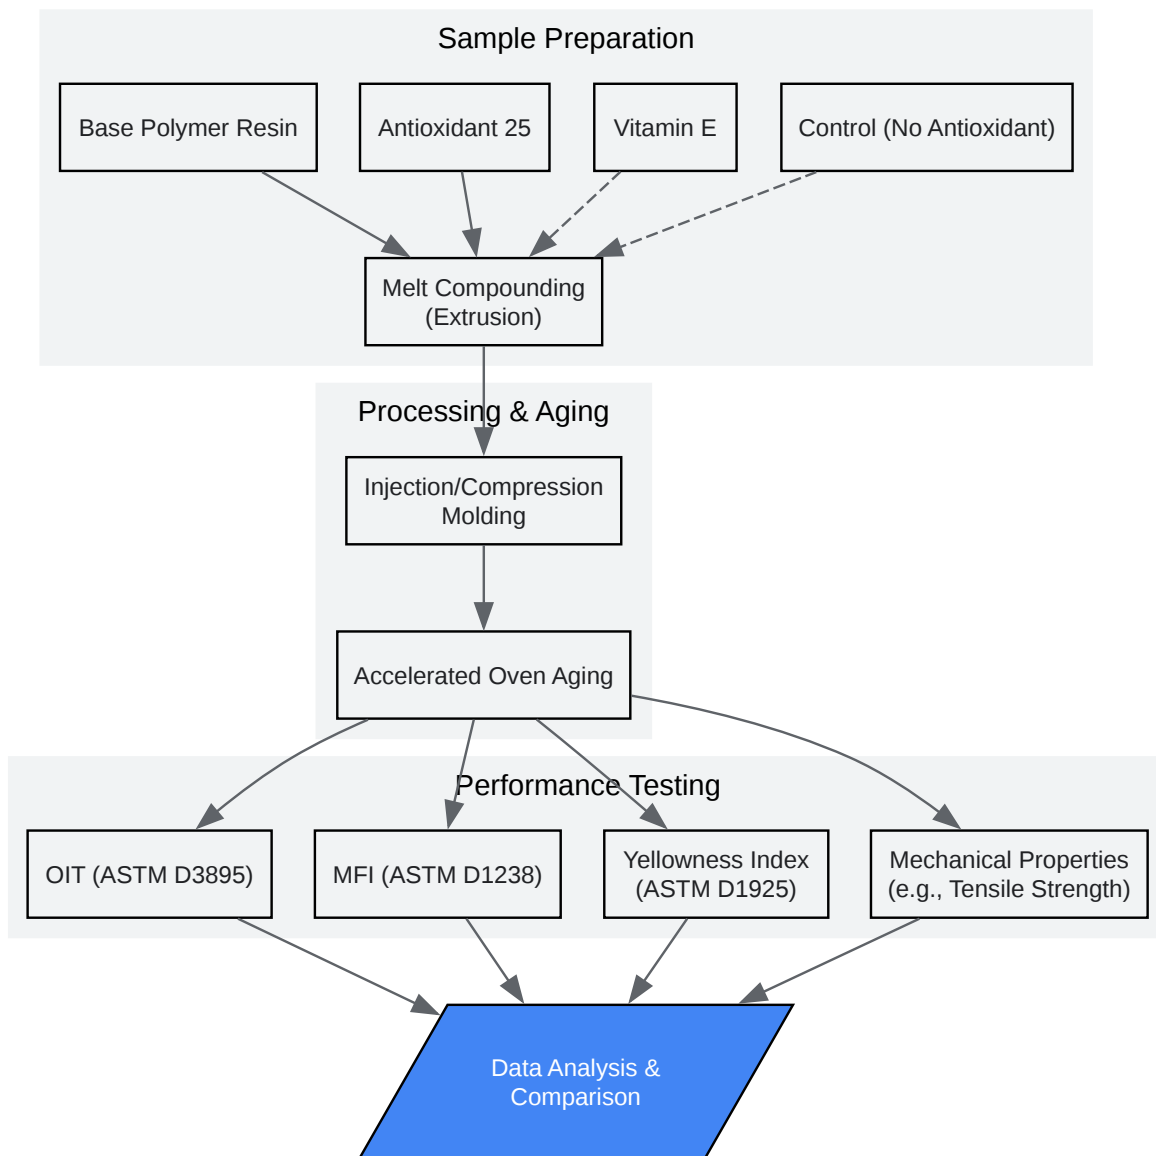 Sample Preparation
Base Polymer Resin
Antioxidant 25
Vitamin E
Control (No Antioxidant)
Melt Compounding
(Extrusion)
Processing & Aging
Injection/Compression
Molding
Accelerated Oven Aging
Performance Testing
OIT (ASTM D3895)
MFI (ASTM D1238)
Yellowness Index
(ASTM D1925)
Mechanical Properties
(e.g., Tensile Strength)
Data Analysis &
Comparison